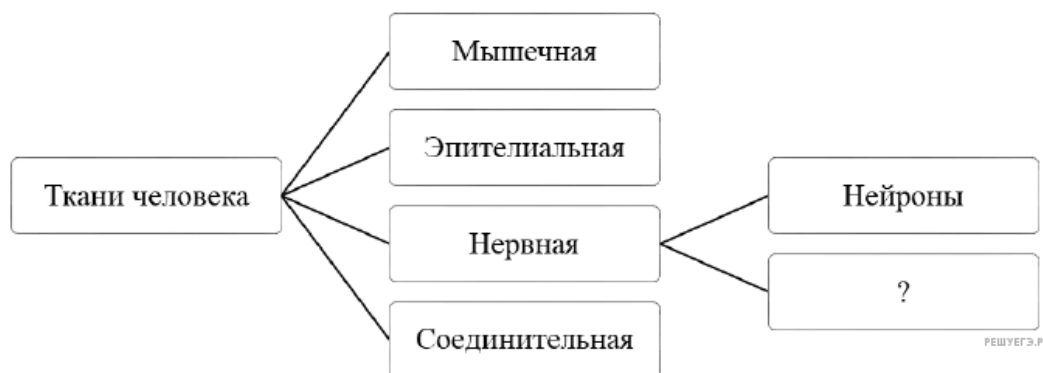 Мышечная
Эпителиальная
Ткани человека
Нейроны
Нервная
?
Соединительная
РЕШУЕГЭ.Р